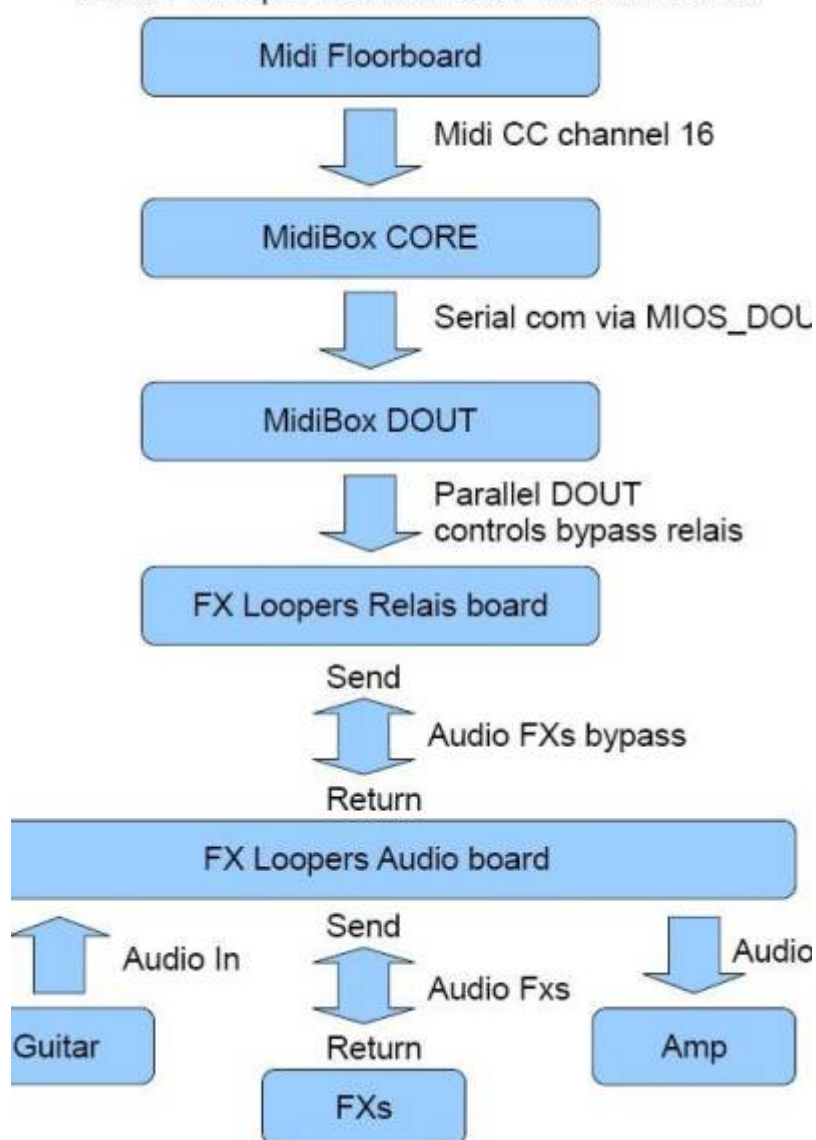 Midi Floorboard
Midi CC channel 16
MidiBox CORE
Serial com via MIOS_DOU
MidiBox DOUT
Parallel DOUT
controls bypass relais
FX Loopers Relais board
Send
Audio FXs bypass
Return
FX Loopers Audio board
Send
Audio In
Audio
Audio Fxs
Guitar
Return
Amp
FXs